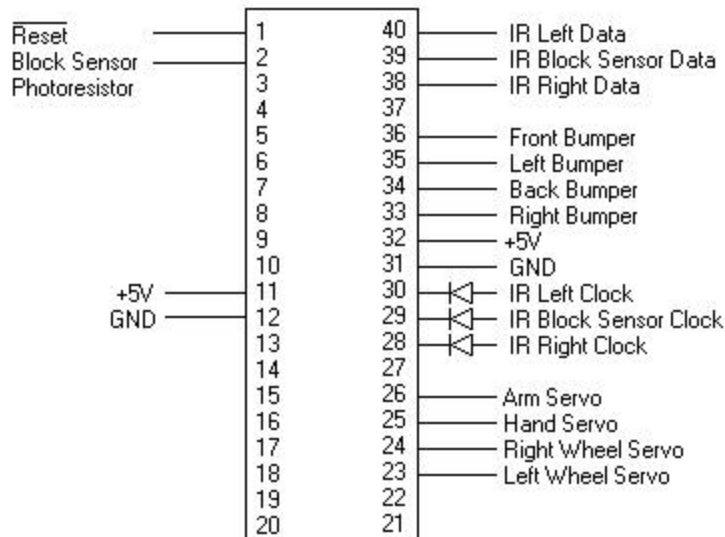 Reset 1 40 IR Left Data
Block Sensor 2 39 IR Block Sensor Data
Photoresistor 3 38 IR Right Data
4 37
5 36 Front Bumper
6 35 Left Bumper
7 34 Back Bumper
8 33 Right Bumper
9 32 +5V
10 31 GND
+5V 11 30 IR Left Clock
GND 12 29 IR Block Sensor Clock
13 28 IR Right Clock
14 27
15 26 Arm Servo
16 25 Hand Servo
17 24 Right Wheel Servo
18 23 Left Wheel Servo
19 22
20 21